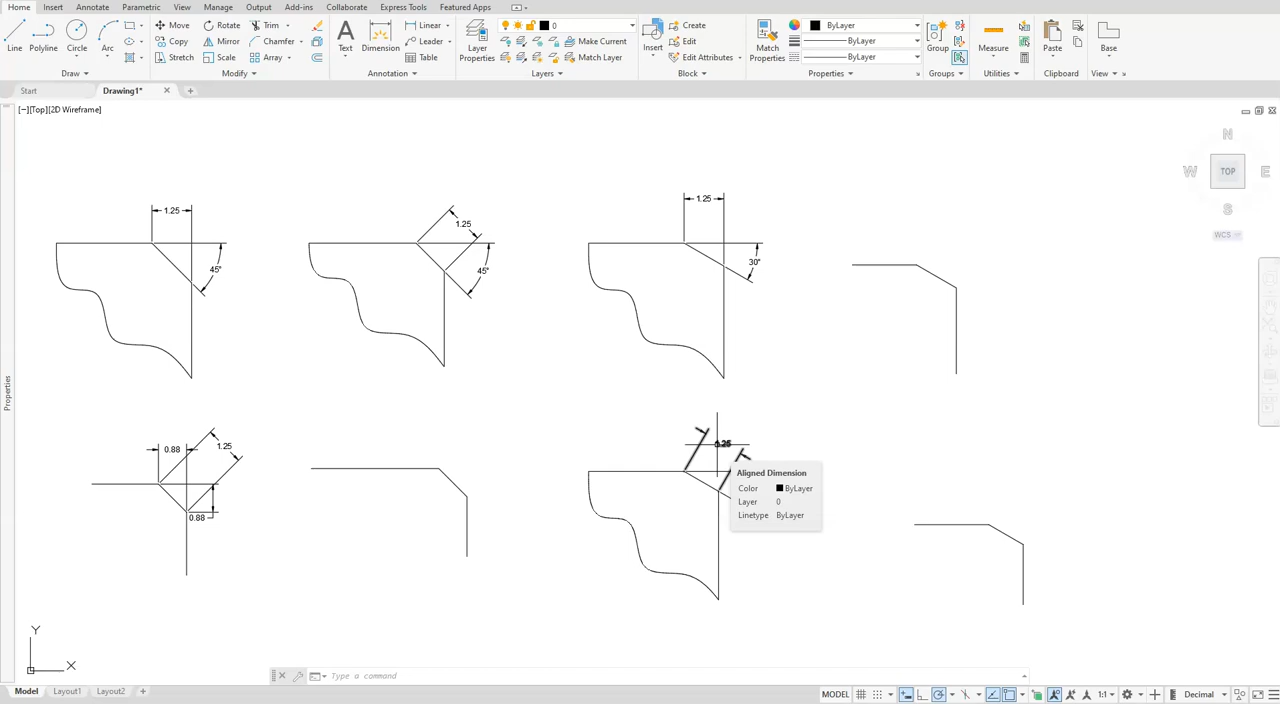 Home Insert Annotate Parametric View Manage Output Add-ins Collaborate Express Tools Featured Apps
Line Polyline Circle Arc
Move Rotate Trim
Copy Mirror Chamfer
Stretch Scale Array
Text Dimension
Linear
Leader
Table
Layer Properties
0
Make Current
Match Layer
Insert
Create
Edit
Edit Attributes
Match Properties
ByLayer
ByLayer
ByLayer
Group
Measure
Paste
Base
Draw Modify Annotation Layers Block Properties Groups Utilities Clipboard View
Start Drawing1*
[−][Top][2D Wireframe]
N
W TOP E
S
WCS
Properties
1.25
45°
1.25
45°
1.25
30°
0.88
1.25
0.88
Aligned Dimension
Color ByLayer
Layer 0
Linetype ByLayer
Y
X
Type a command
Model Layout1 Layout2
MODEL 1:1 Decimal